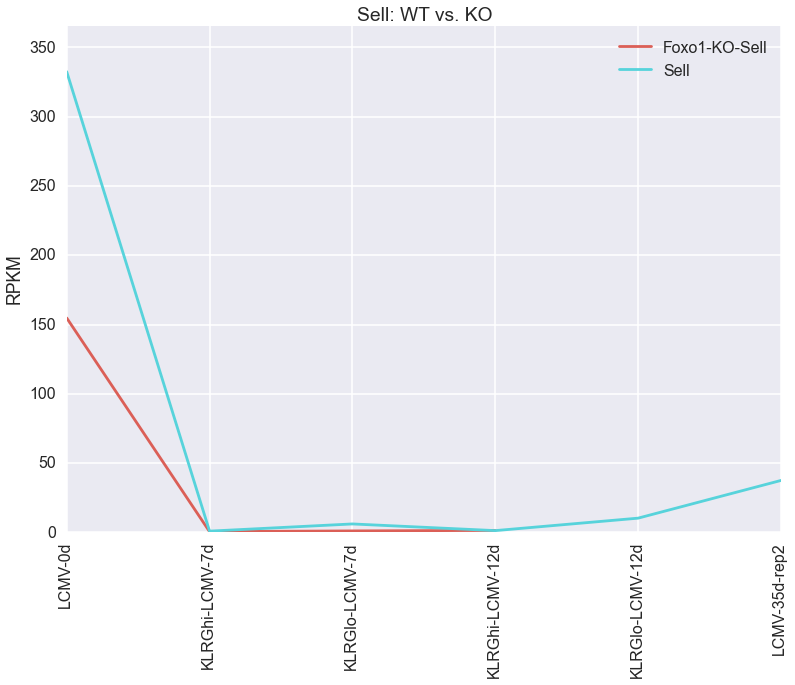 Sell: WT vs. KO
Foxo1-KO-Sell
Sell
RPKM
350
300
250
200
150
100
50
0
LCMV-0d
KLRGhi-LCMV-7d
KLRGlo-LCMV-7d
KLRGhi-LCMV-12d
KLRGlo-LCMV-12d
LCMV-35d-rep2